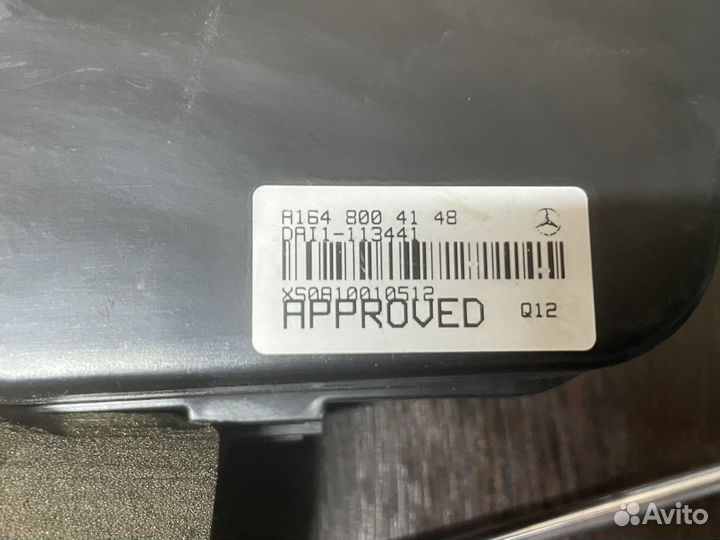 A164 800 41 48
DAI1-113441
XS0810010512
APPROVED Q12
Avito